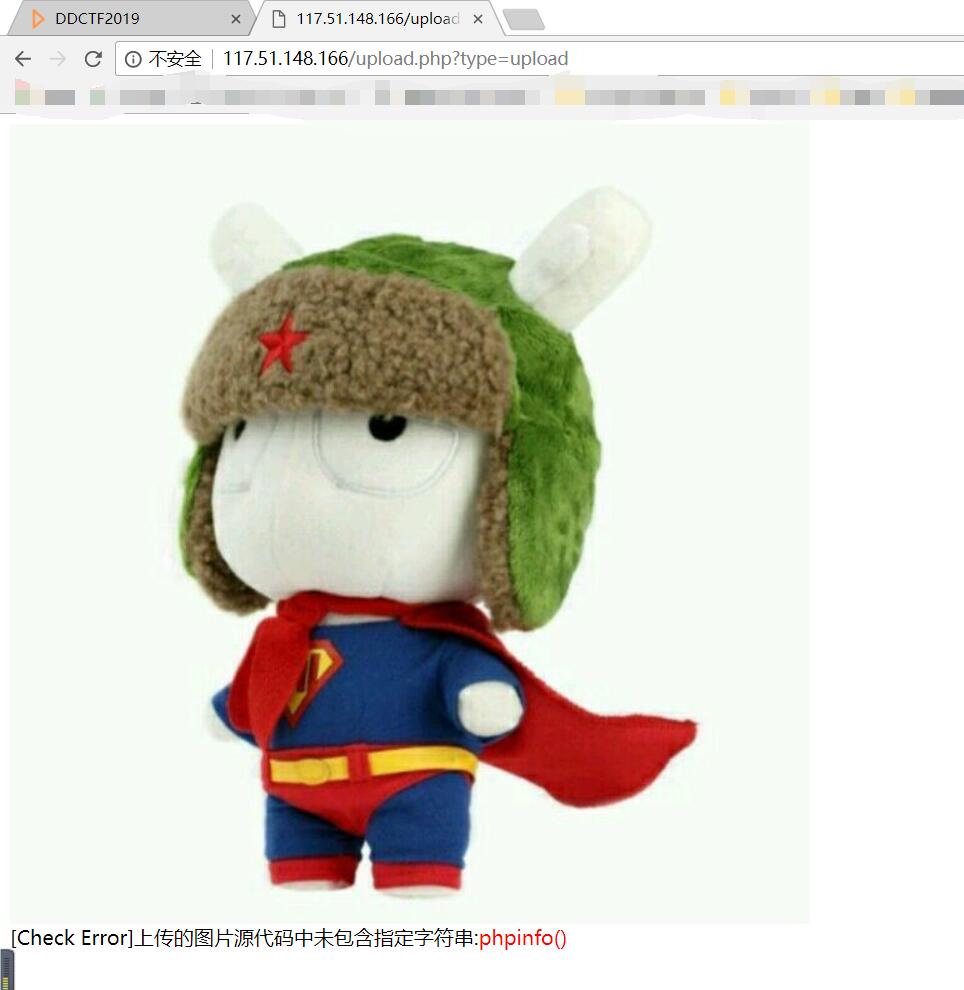 DDCTF2019
117.51.148.166/upload
不安全
117.51.148.166/upload.php?type=upload
[Check Error]上传的图片源代码中未包含指定字符串:phpinfo()